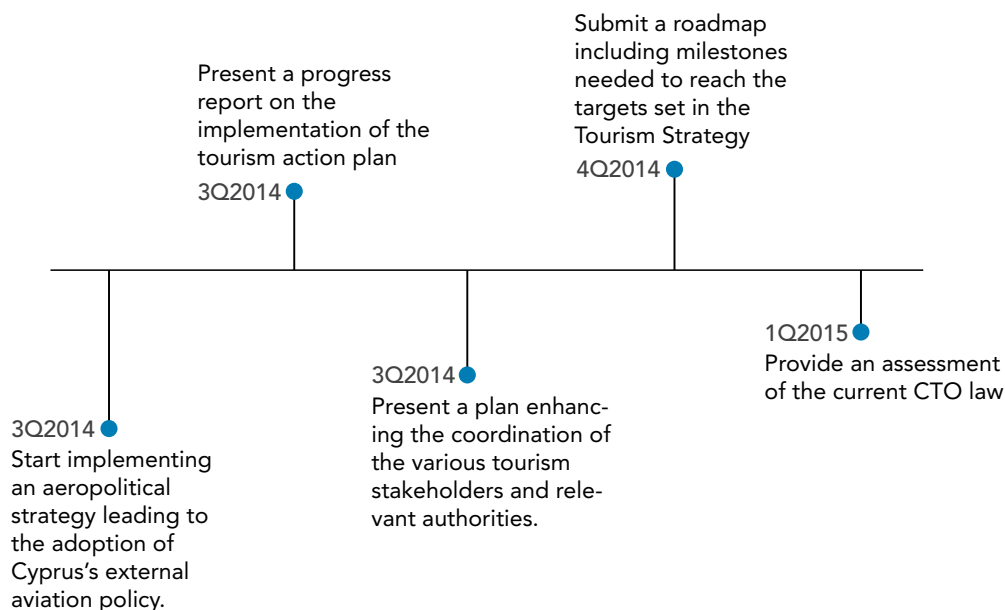 Submit a roadmap
including milestones
needed to reach the
targets set in the
Tourism Strategy
4Q2014
Present a progress
report on the
implementation of the
tourism action plan
3Q2014
1Q2015
Provide an assessment
of the current CTO law
3Q2014
Present a plan enhanc-
ing the coordination of
the various tourism
stakeholders and rele-
vant authorities.
3Q2014
Start implementing
an aeropolitical
strategy leading to
the adoption of
Cyprus’s external
aviation policy.